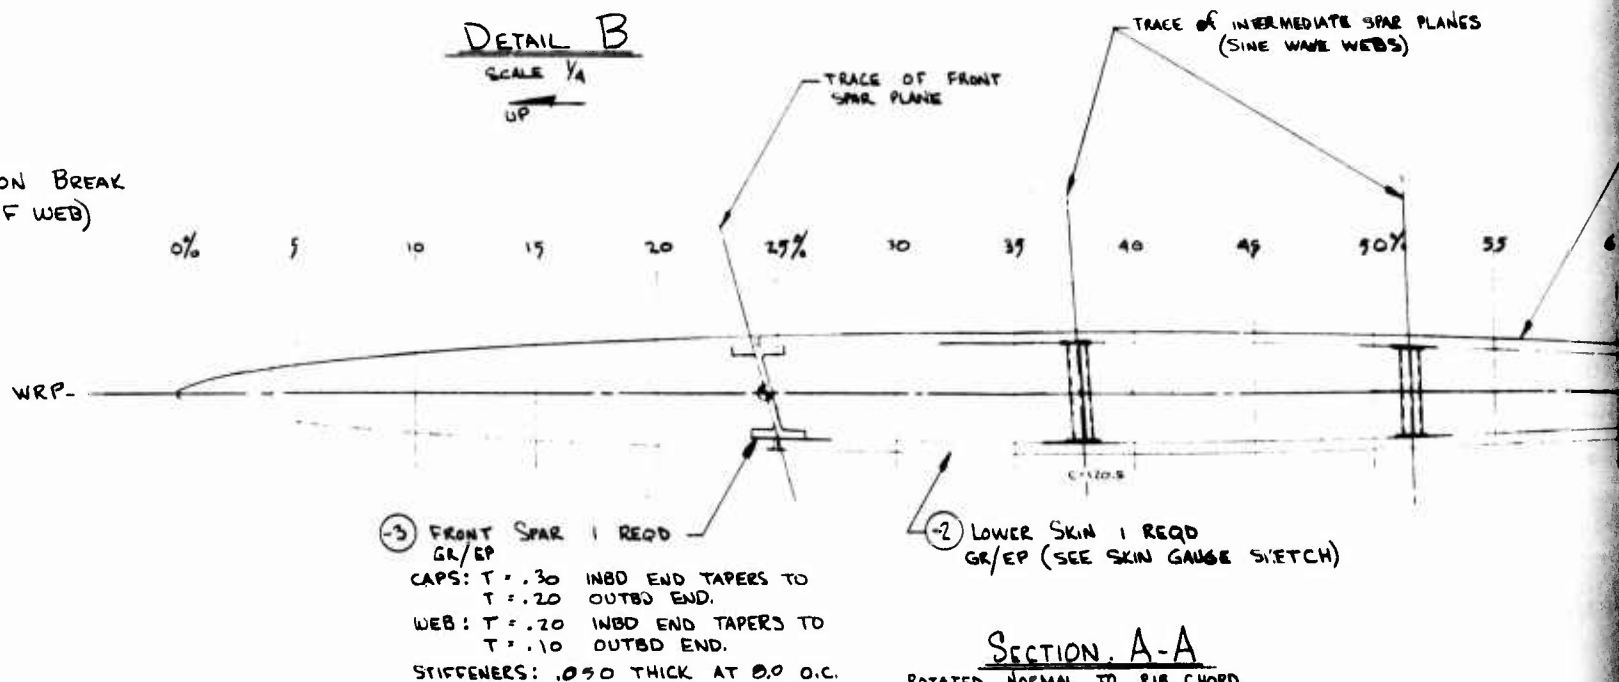 DETAIL B
SCALE 1/4
UP
TRACE OF FRONT
SPAR PLANE
TRACE of INTERMEDIATE SPAR PLANES
(SINE WAVE WEBS)
ON BREAK
F WEB)
0% 5 10 15 20 25% 30 35 40 45 50% 55
WRP-
-3 FRONT SPAR 1 REQD
GR/EP
CAPS: T = .30 INBD END TAPERS TO
T = .20 OUTBD END.
WEB: T = .20 INBD END TAPERS TO
T = .10 OUTBD END.
STIFFENERS: .050 THICK AT 8.0 O.C.
-2 LOWER SKIN 1 REQD
GR/EP (SEE SKIN GAUGE SKETCH)
SECTION A-A
ROTATED NORMAL TO RIB CHORD